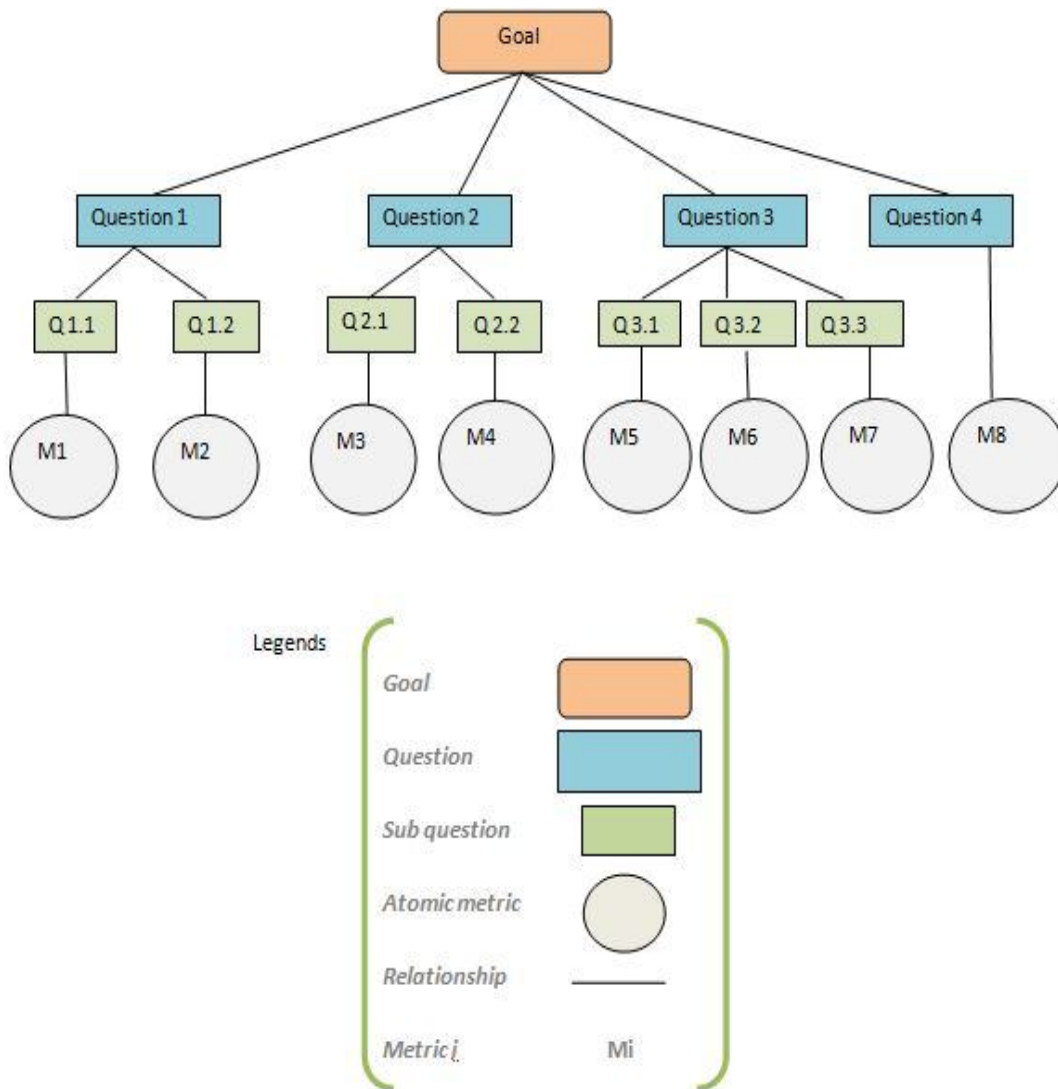 Goal
Question 1
Question 2
Question 3
Question 4
Q 1.1
Q 1.2
Q 2.1
Q 2.2
Q 3.1
Q 3.2
Q 3.3
M1
M2
M3
M4
M5
M6
M7
M8
Legends
Goal
Question
Sub question
Atomic metric
Relationship
Metric i
Mi